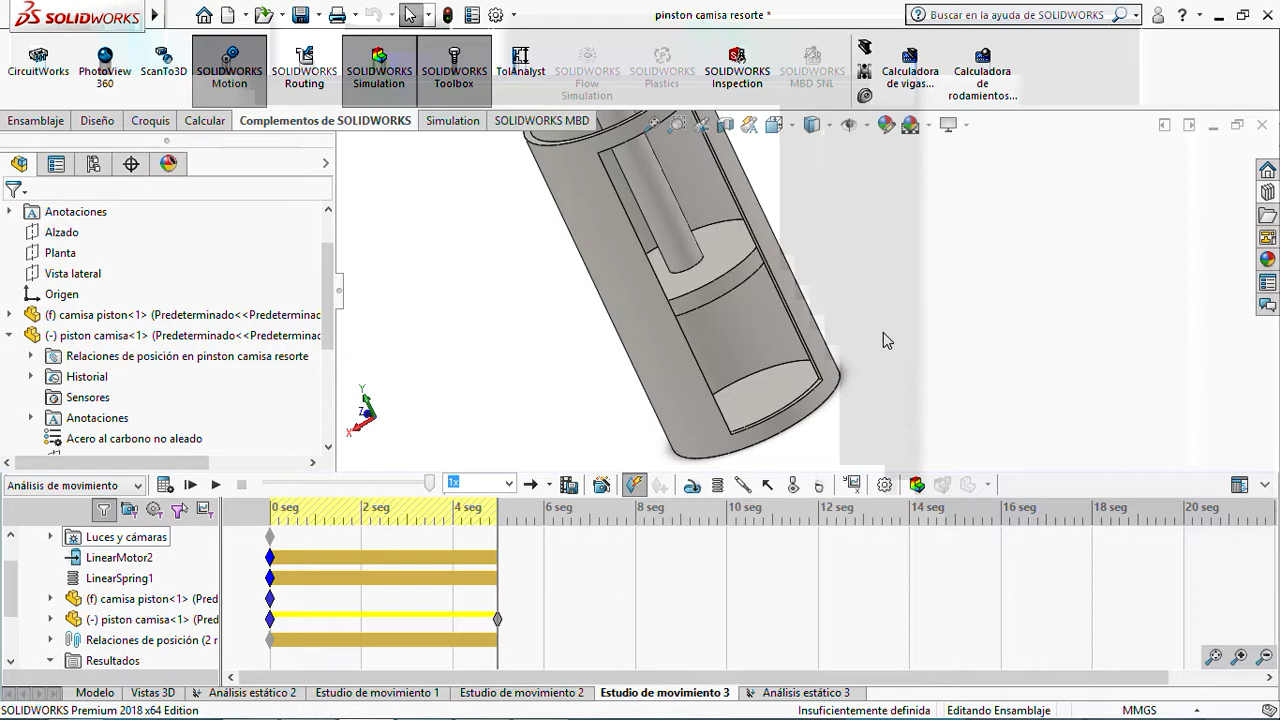 SOLIDWORKS
pinston camisa resorte *
Buscar en la ayuda de SOLIDWORKS
?
CircuitWorks
PhotoView 360
ScanTo3D
SOLIDWORKS Motion
SOLIDWORKS Routing
SOLIDWORKS Simulation
SOLIDWORKS Toolbox
TolAnalyst
SOLIDWORKS Flow Simulation
SOLIDWORKS Plastics
SOLIDWORKS Inspection
SOLIDWORKS MBD SNL
Calculadora de vigas...
Calculadora de rodamientos...
Ensamblaje
Diseño
Croquis
Calcular
Complementos de SOLIDWORKS
Simulation
SOLIDWORKS MBD
Anotaciones
Alzado
Planta
Vista lateral
Origen
(f) camisa piston<1> (Predeterminado<<Predeterminac
(-) piston camisa<1> (Predeterminado<<Predeterminac
Relaciones de posición en pinston camisa resorte
Historial
Sensores
Anotaciones
Acero al carbono no aleado
Y
Z
X
Análisis de movimiento
1x
0 seg
2 seg
4 seg
6 seg
8 seg
10 seg
12 seg
14 seg
16 seg
18 seg
20 seg
Luces y cámaras
LinearMotor2
LinearSpring1
(f) camisa piston<1> (Pred
(-) piston camisa<1> (Pred
Relaciones de posición (2 r
Resultados
Modelo
Vistas 3D
Análisis estático 2
Estudio de movimiento 1
Estudio de movimiento 2
Estudio de movimiento 3
Análisis estático 3
SOLIDWORKS Premium 2018 x64 Edition
Insuficientemente definida
Editando Ensamblaje
MMGS